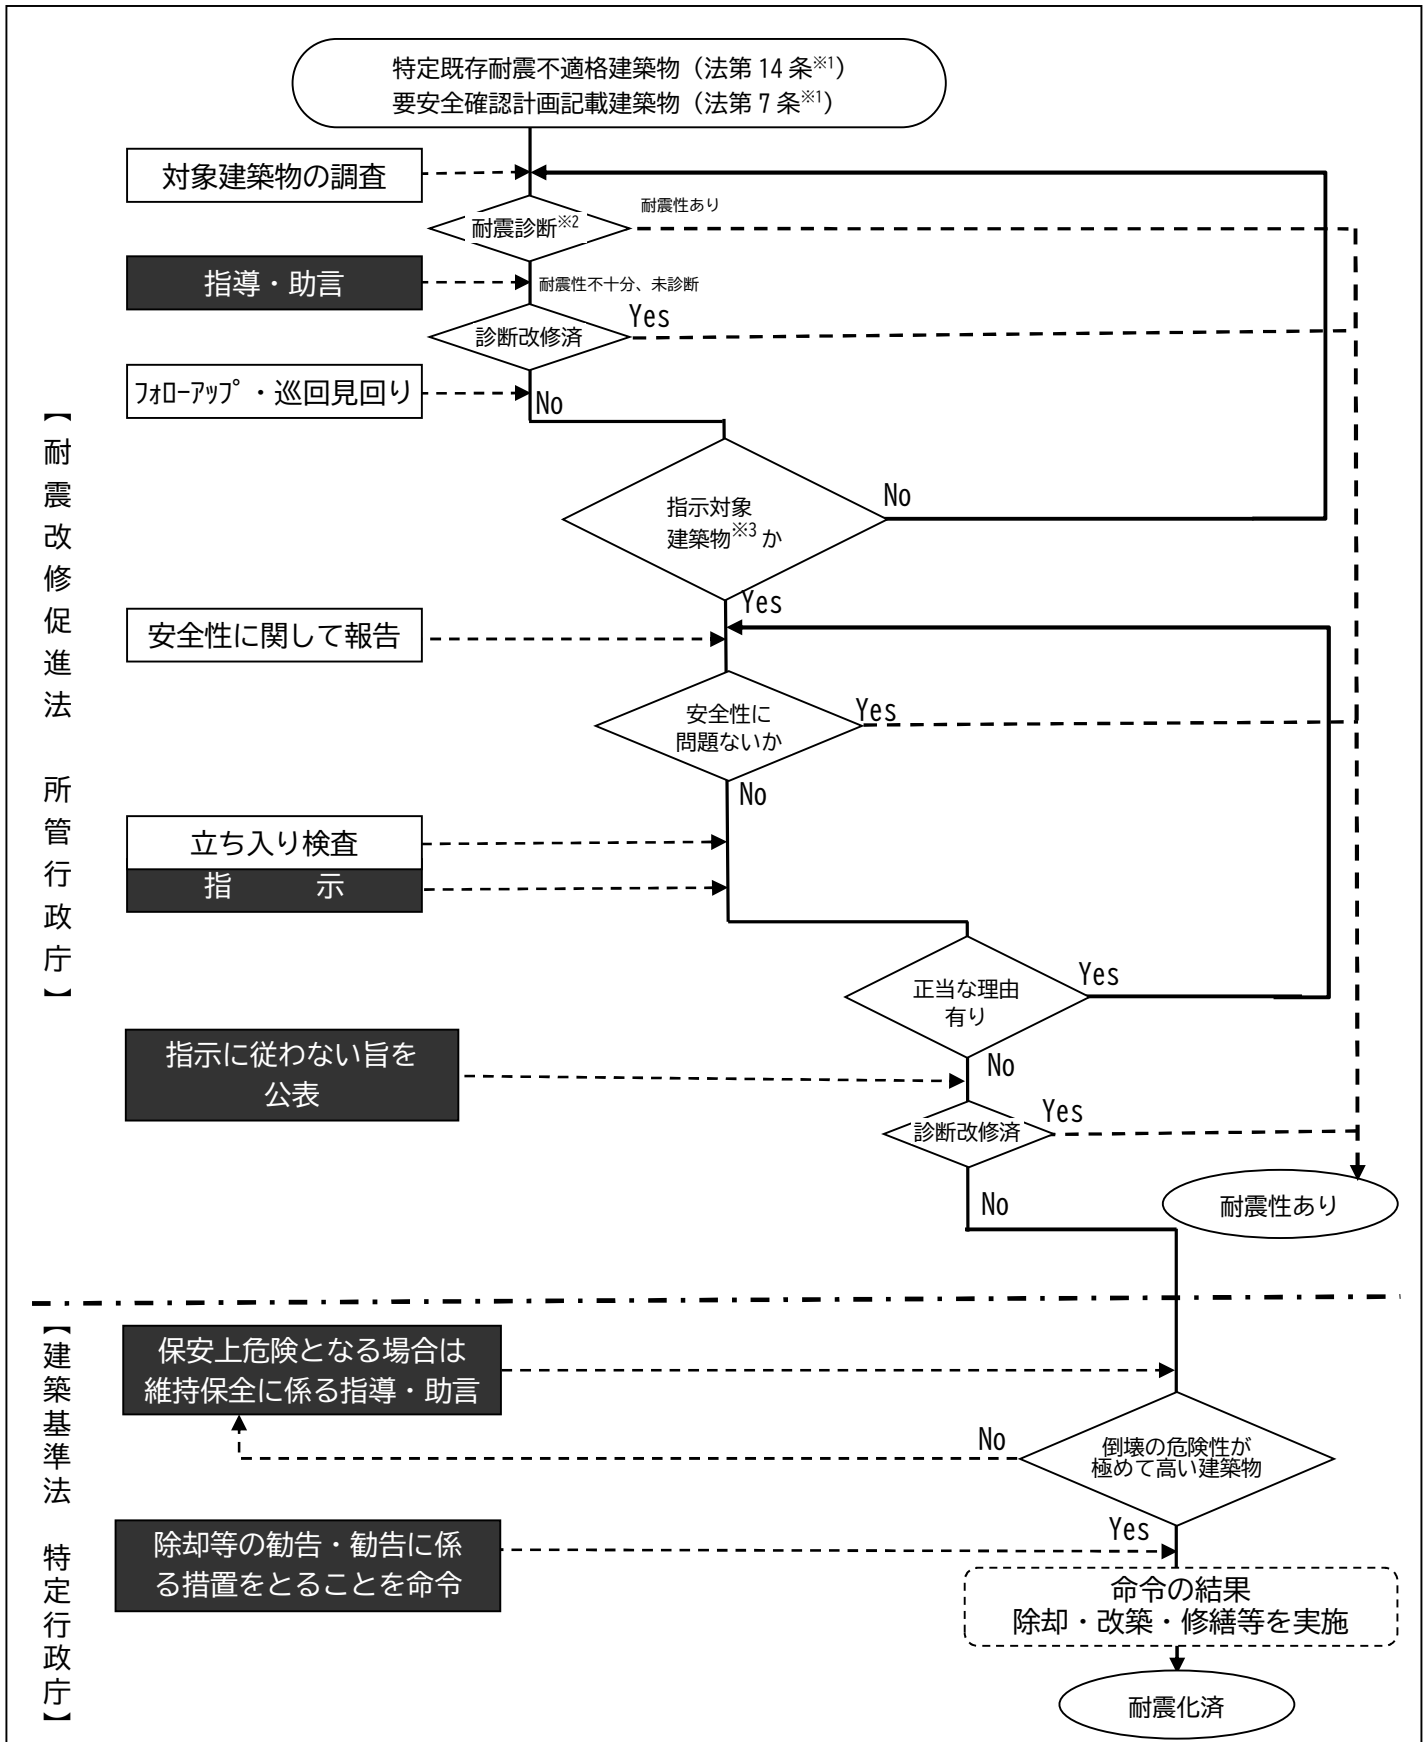 特定既存耐震不適格建築物（法第14条※1）
要安全確認計画記載建築物（法第7条※1）
対象建築物の調査
耐震性あり
耐震診断※2
指導・助言
耐震性不十分、未診断
Yes
診断改修済
ﾌｫﾛｰｱｯﾌﾟ・巡回見回り
No
【耐震改修促進法　所管行政庁】
指示対象
建築物※3か
No
Yes
安全性に関して報告
安全性に
問題ないか
Yes
No
立ち入り検査
指　　　示
正当な理由
有り
Yes
No
指示に従わない旨を
公表
診断改修済
Yes
No
耐震性あり
【建築基準法　特定行政庁】
保安上危険となる場合は
維持保全に係る指導・助言
倒壊の危険性が
極めて高い建築物
No
Yes
除却等の勧告・勧告に係
る措置をとることを命令
命令の結果
除却・改築・修繕等を実施
耐震化済